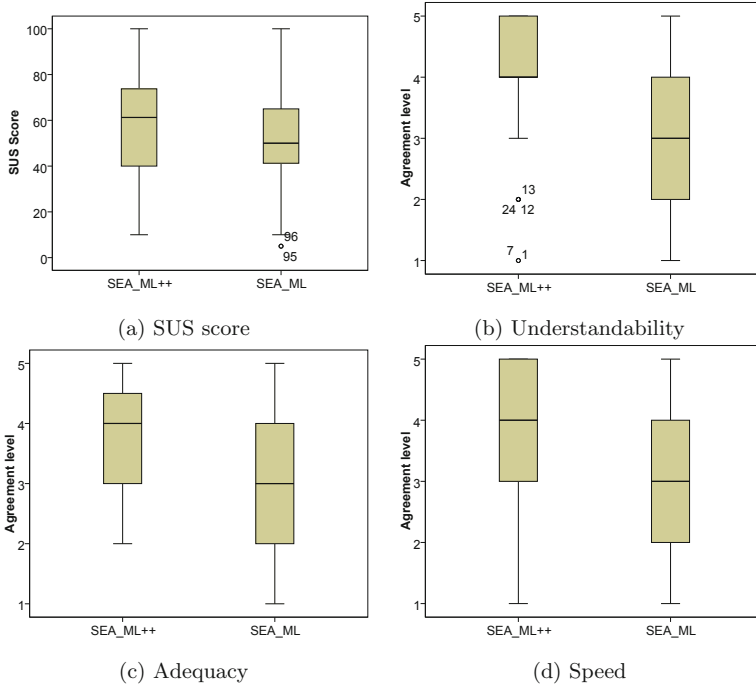 100
80
60
40
20
0
SUS Score
96
95
SEA_ML++ SEA_ML
(a) SUS score
5
4
3
2
1
Agreement level
13
24 12
7 1
SEA_ML++ SEA_ML
(b) Understandability
5
4
3
2
1
Agreement level
SEA_ML++ SEA_ML
(c) Adequacy
5
4
3
2
1
Agreement level
SEA_ML++ SEA_ML
(d) Speed